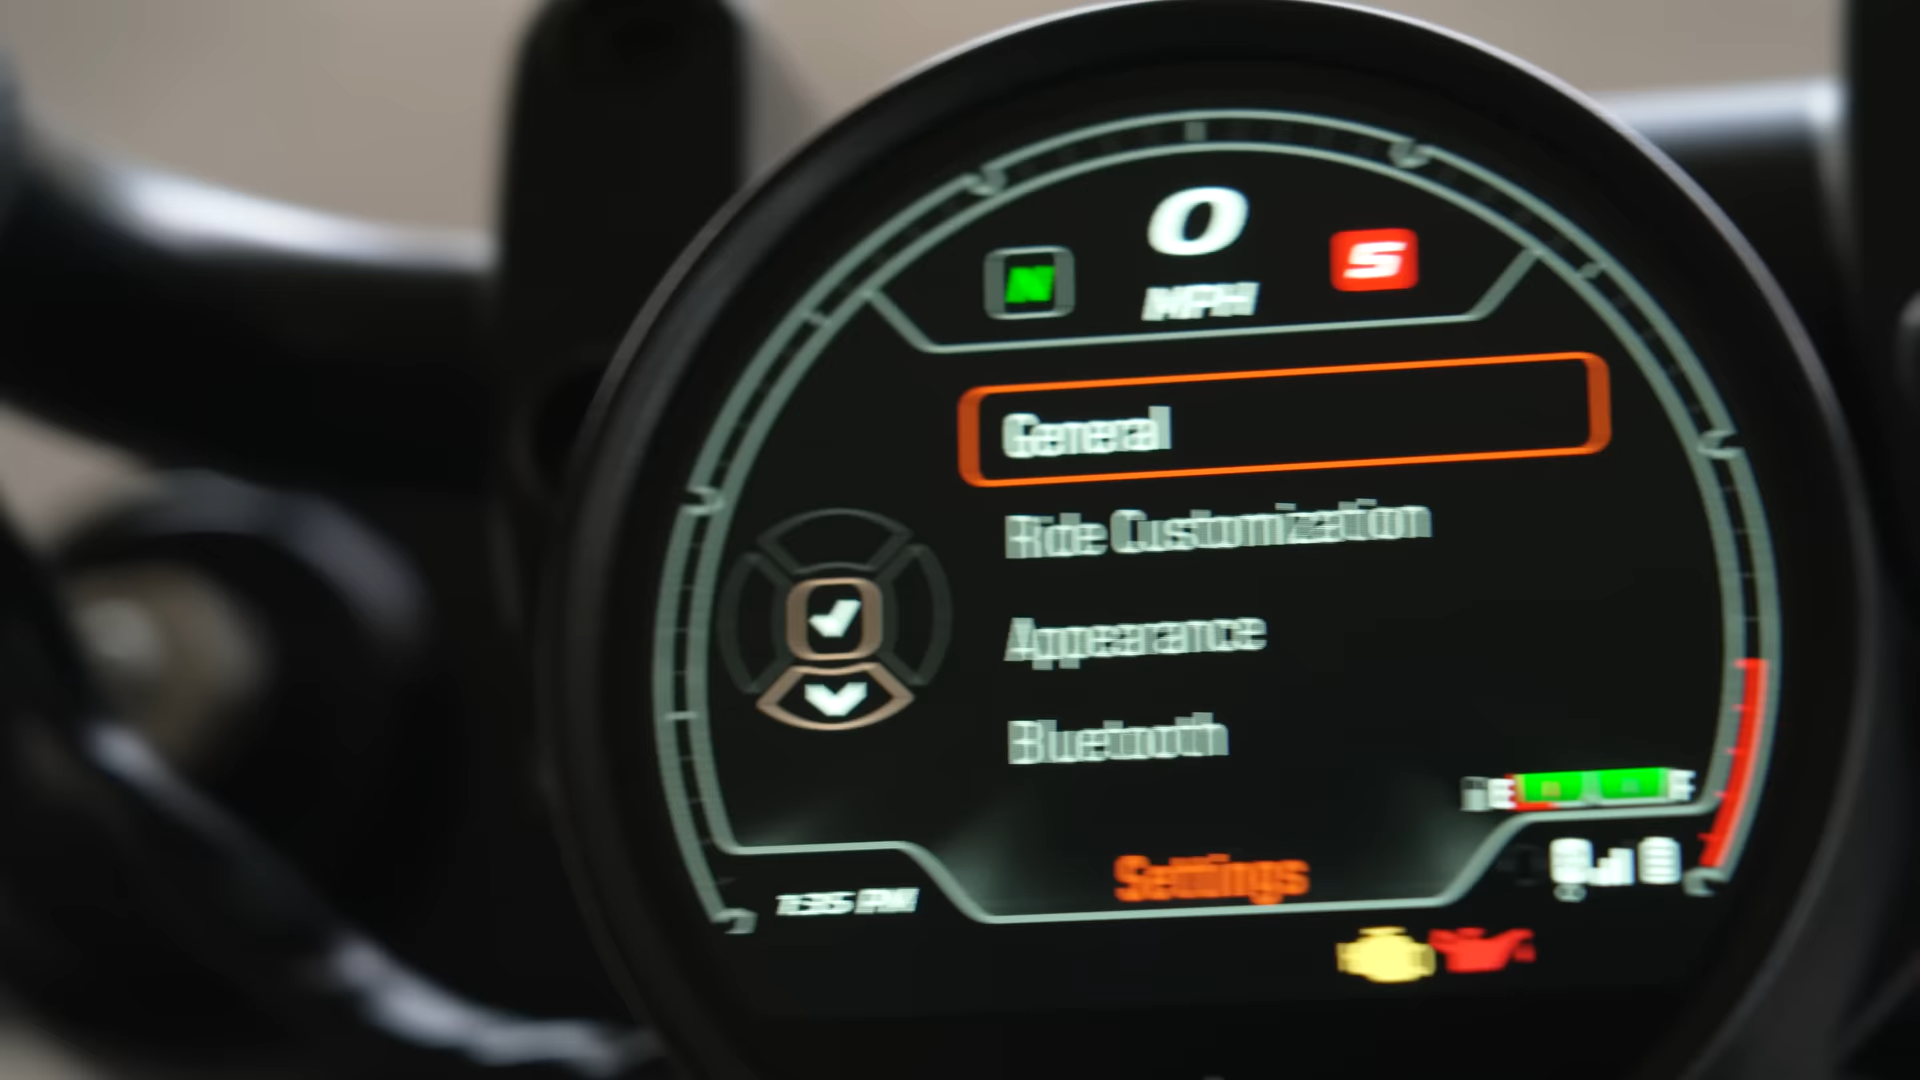 0
N
S
MPH
General
Ride Customization
Appearance
Bluetooth
E F
Settings